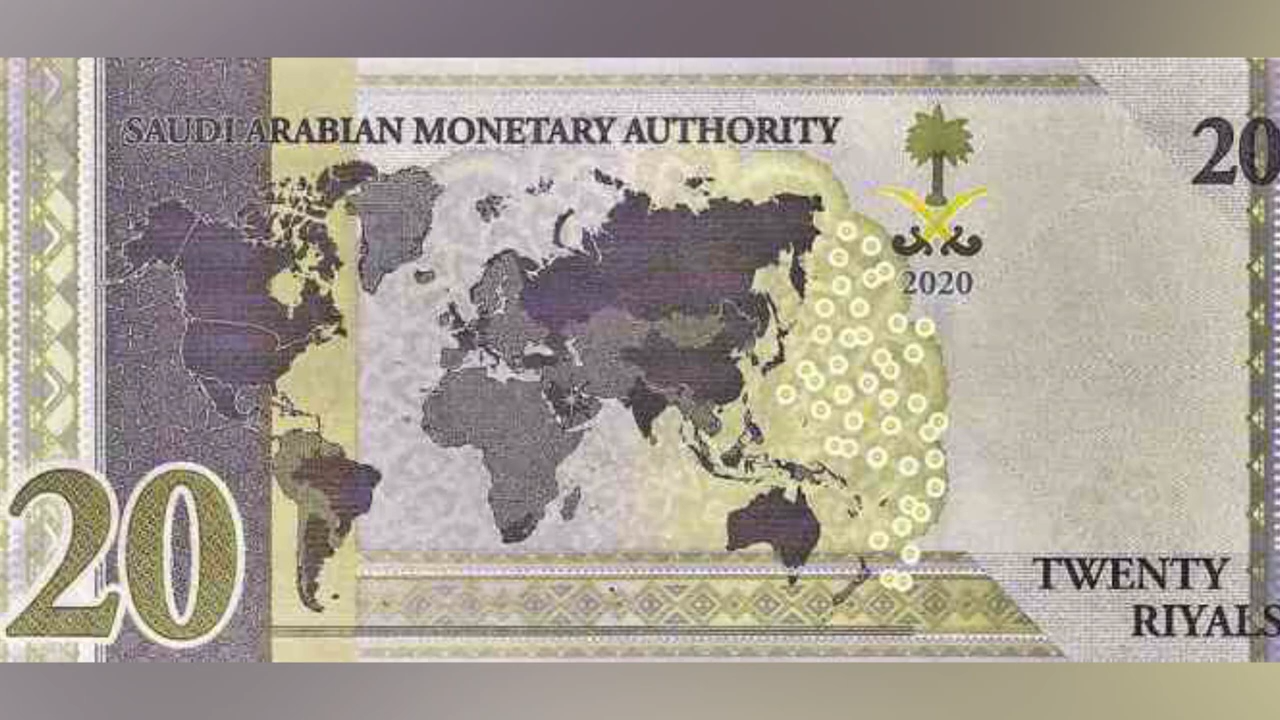 SAUDI ARABIAN MONETARY AUTHORITY
20
2020
TWENTY
RIYALS
20